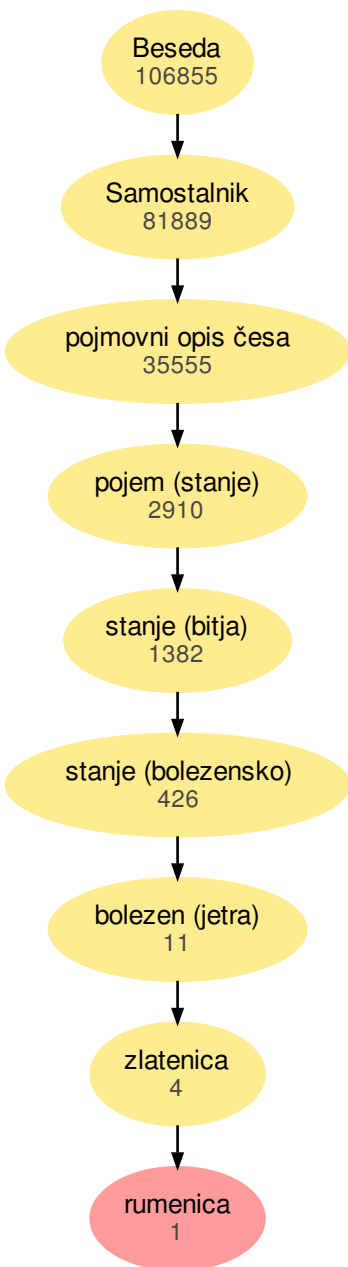 Beseda
106855
Samostalnik
81889
pojmovni opis česa
35555
pojem (stanje)
2910
stanje (bitja)
1382
stanje (bolezensko)
426
bolezen (jetra)
11
zlatenica
4
rumenica
1